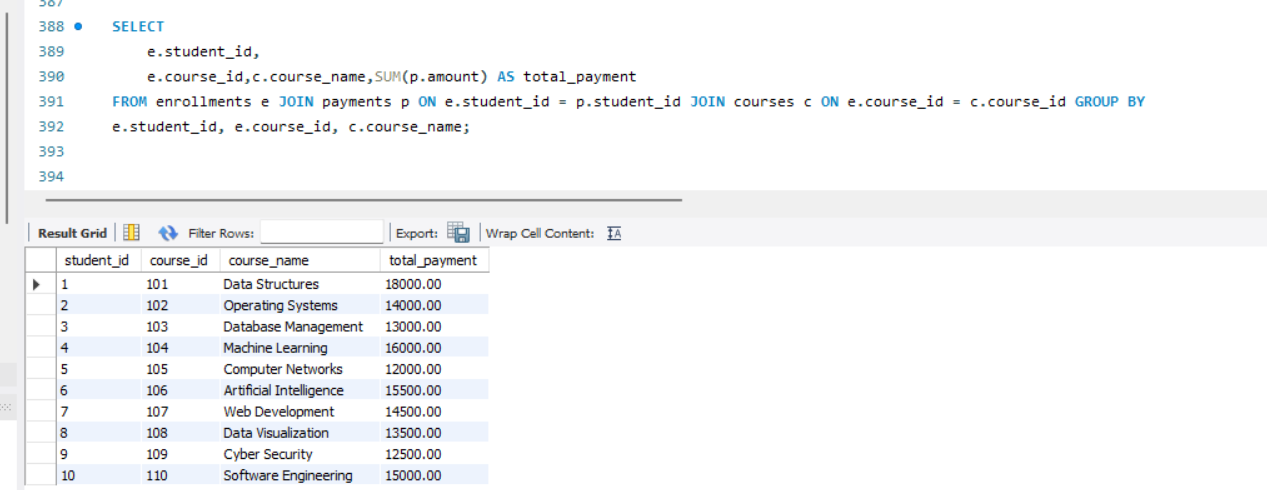 387
388 SELECT
389 e.student_id,
390 e.course_id,c.course_name,SUM(p.amount) AS total_payment
391 FROM enrollments e JOIN payments p ON e.student_id = p.student_id JOIN courses c ON e.course_id = c.course_id GROUP BY
392 e.student_id, e.course_id, c.course_name;
393
394
Result Grid Filter Rows: Export: Wrap Cell Content: IA
student_id course_id course_name total_payment
1 101 Data Structures 18000.00
2 102 Operating Systems 14000.00
3 103 Database Management 13000.00
4 104 Machine Learning 16000.00
5 105 Computer Networks 12000.00
6 106 Artificial Intelligence 15500.00
7 107 Web Development 14500.00
8 108 Data Visualization 13500.00
9 109 Cyber Security 12500.00
10 110 Software Engineering 15000.00